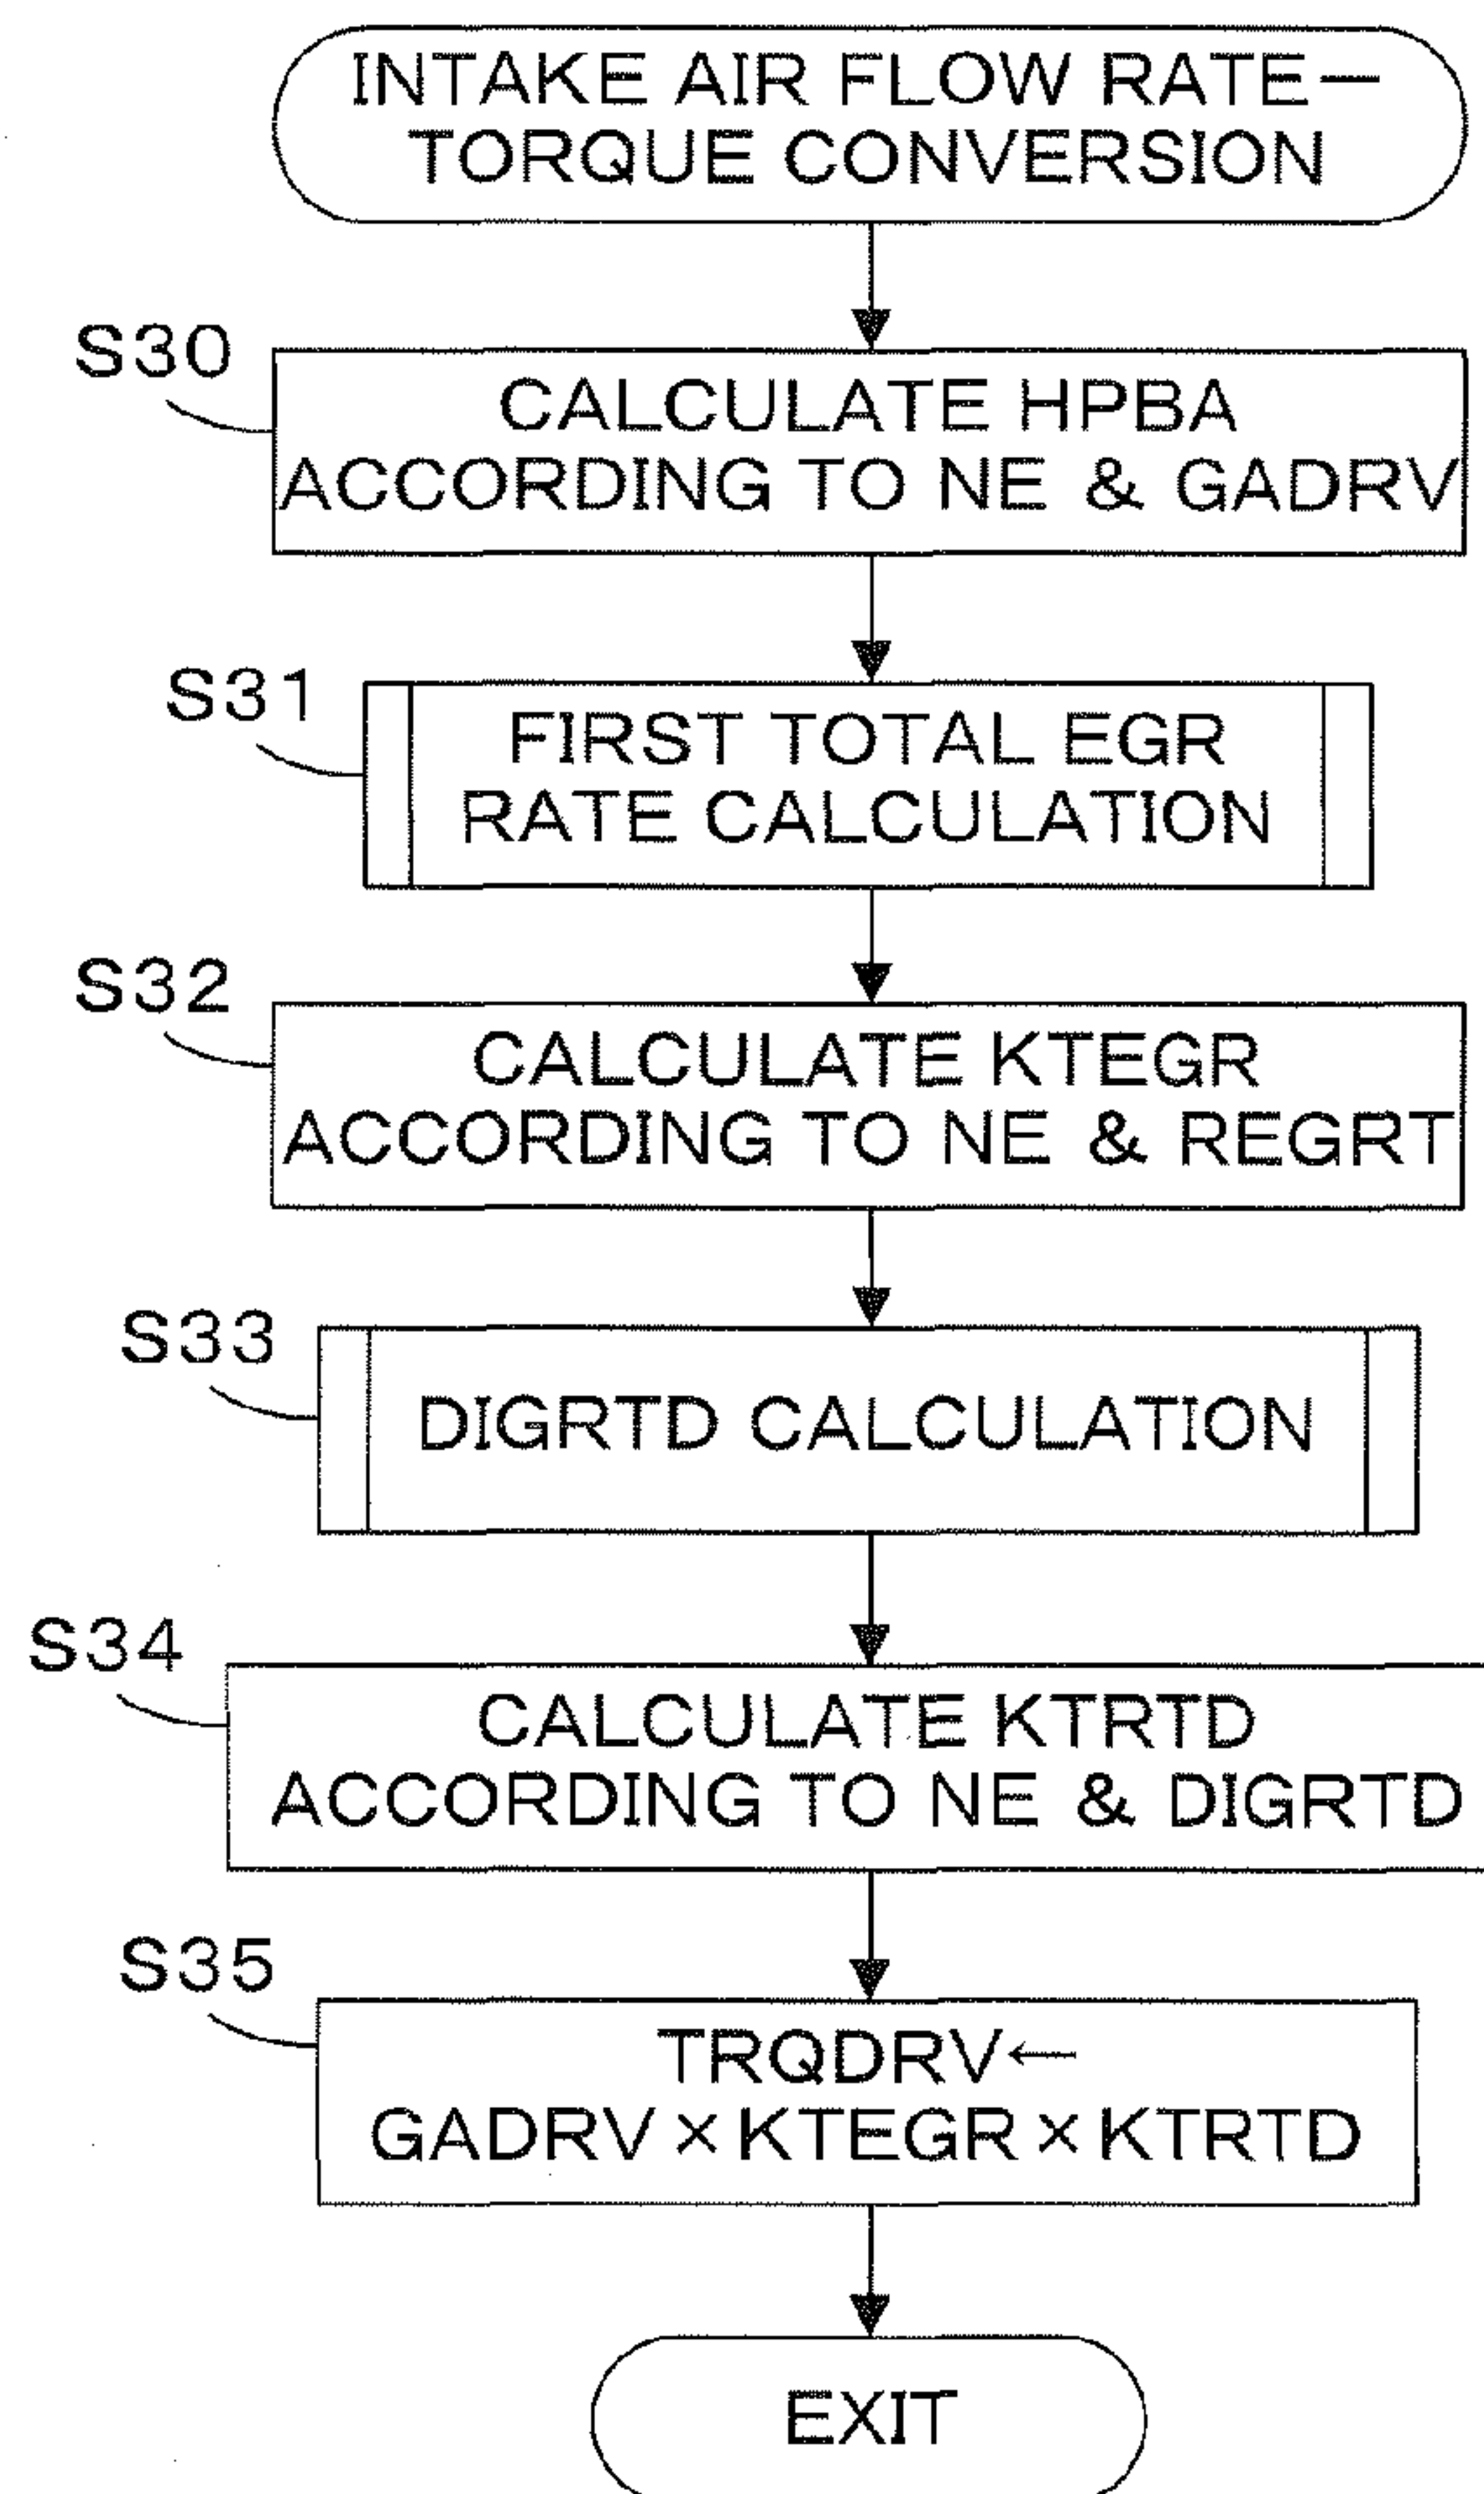 INTAKE AIR FLOW RATE—
TORQUE CONVERSION
S30
CALCULATE HPBA
ACCORDING TO NE & GADRV
S31
FIRST TOTAL EGR
RATE CALCULATION
S32
CALCULATE KTEGR
ACCORDING TO NE & REGRT
S33
DIGRTD CALCULATION
S34
CALCULATE KTRTD
ACCORDING TO NE & DIGRTD
S35
TRQDRV←
GADRV×KTEGR×KTRTD
EXIT